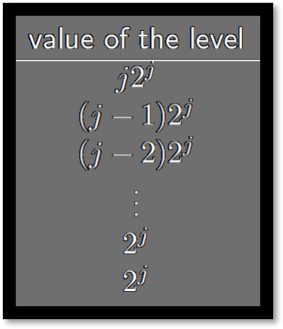 value of the level
j2^j
(j − 1)2^j
(j − 2)2^j
⋮
2^j
2^j